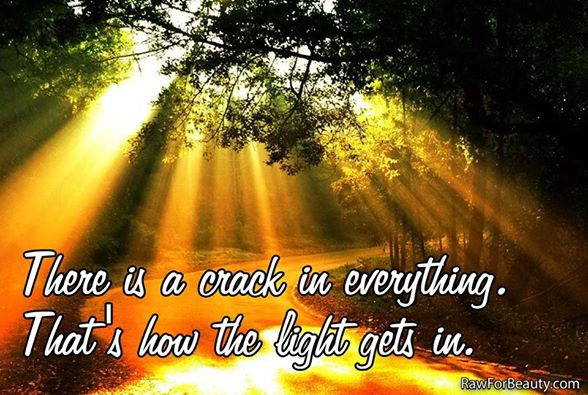 There is a crack in everything.
That's how the light gets in.
RawForBeauty.com